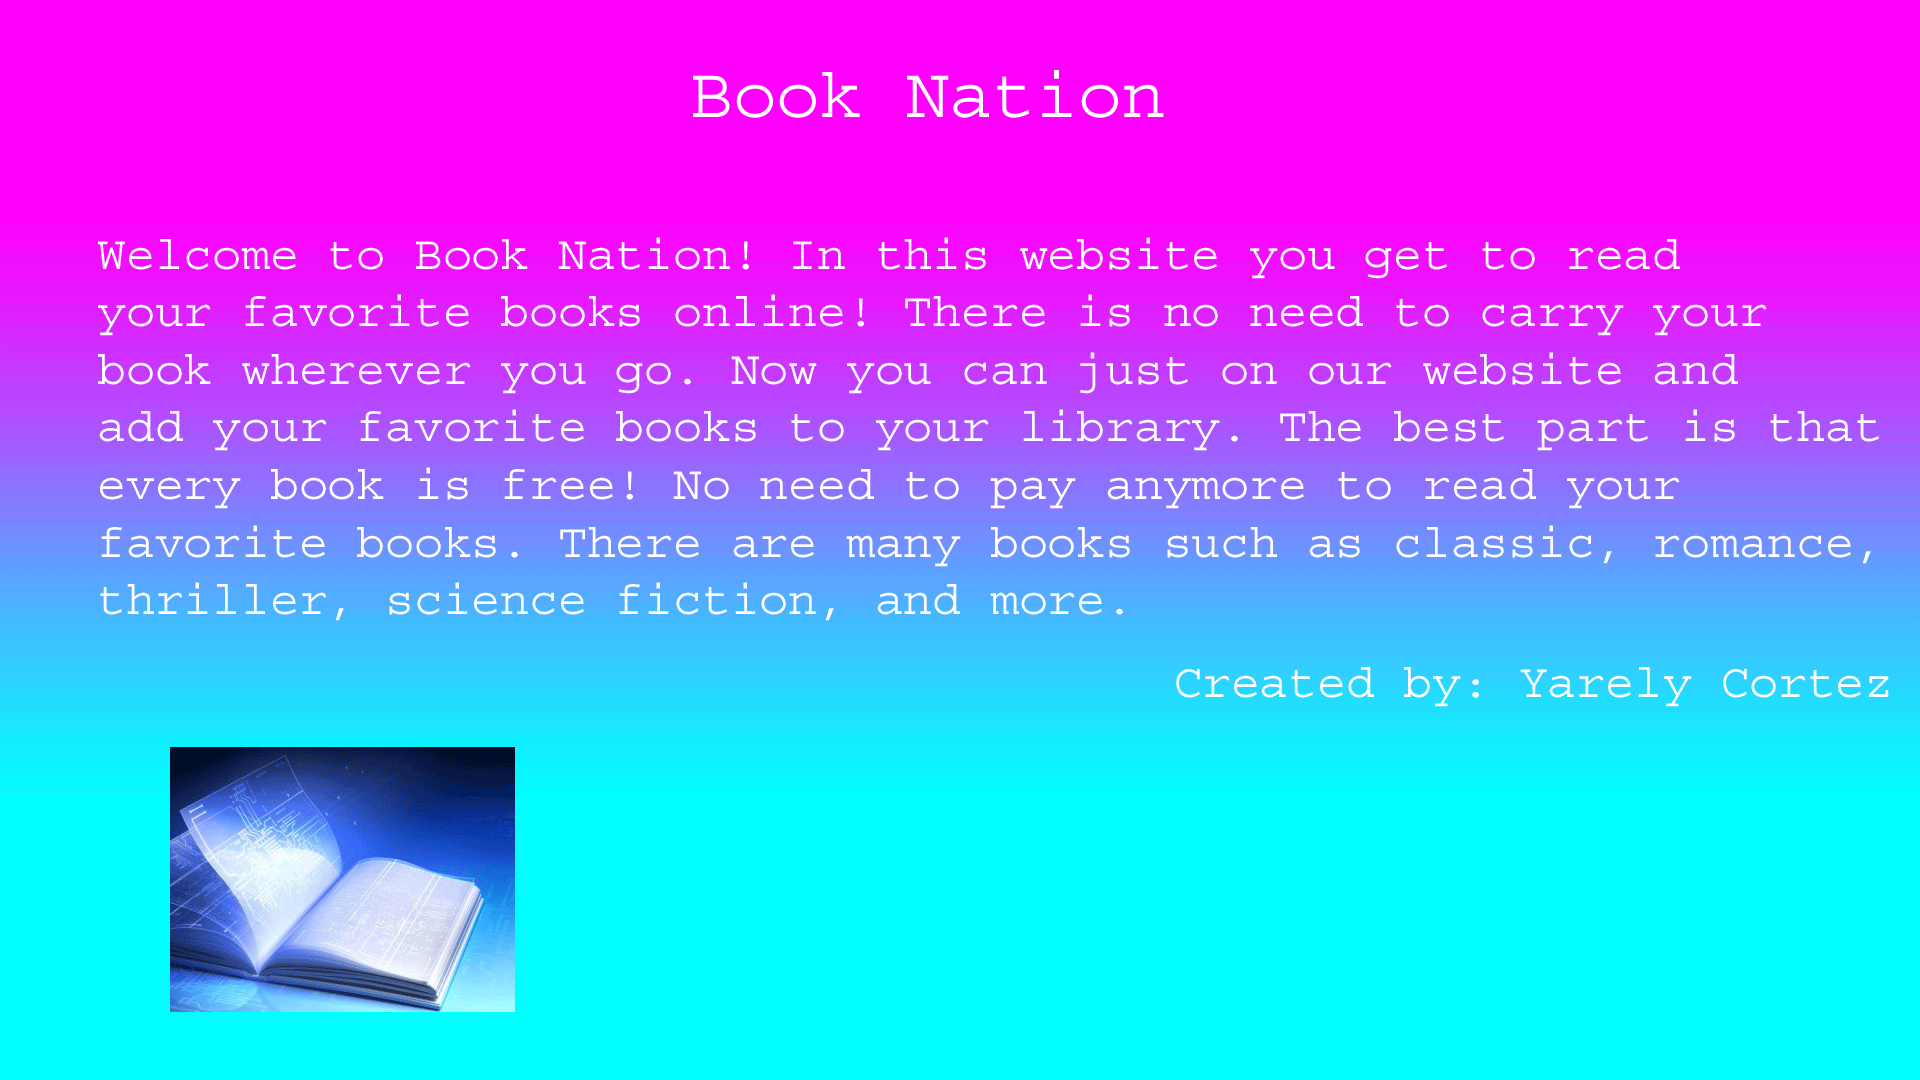 Book Nation
Welcome to Book Nation! In this website you get to read
your favorite books online! There is no need to carry your
book wherever you go. Now you can just on our website and
add your favorite books to your library. The best part is that
every book is free! No need to pay anymore to read your
favorite books. There are many books such as classic, romance,
thriller, science fiction, and more.
Created by: Yarely Cortez